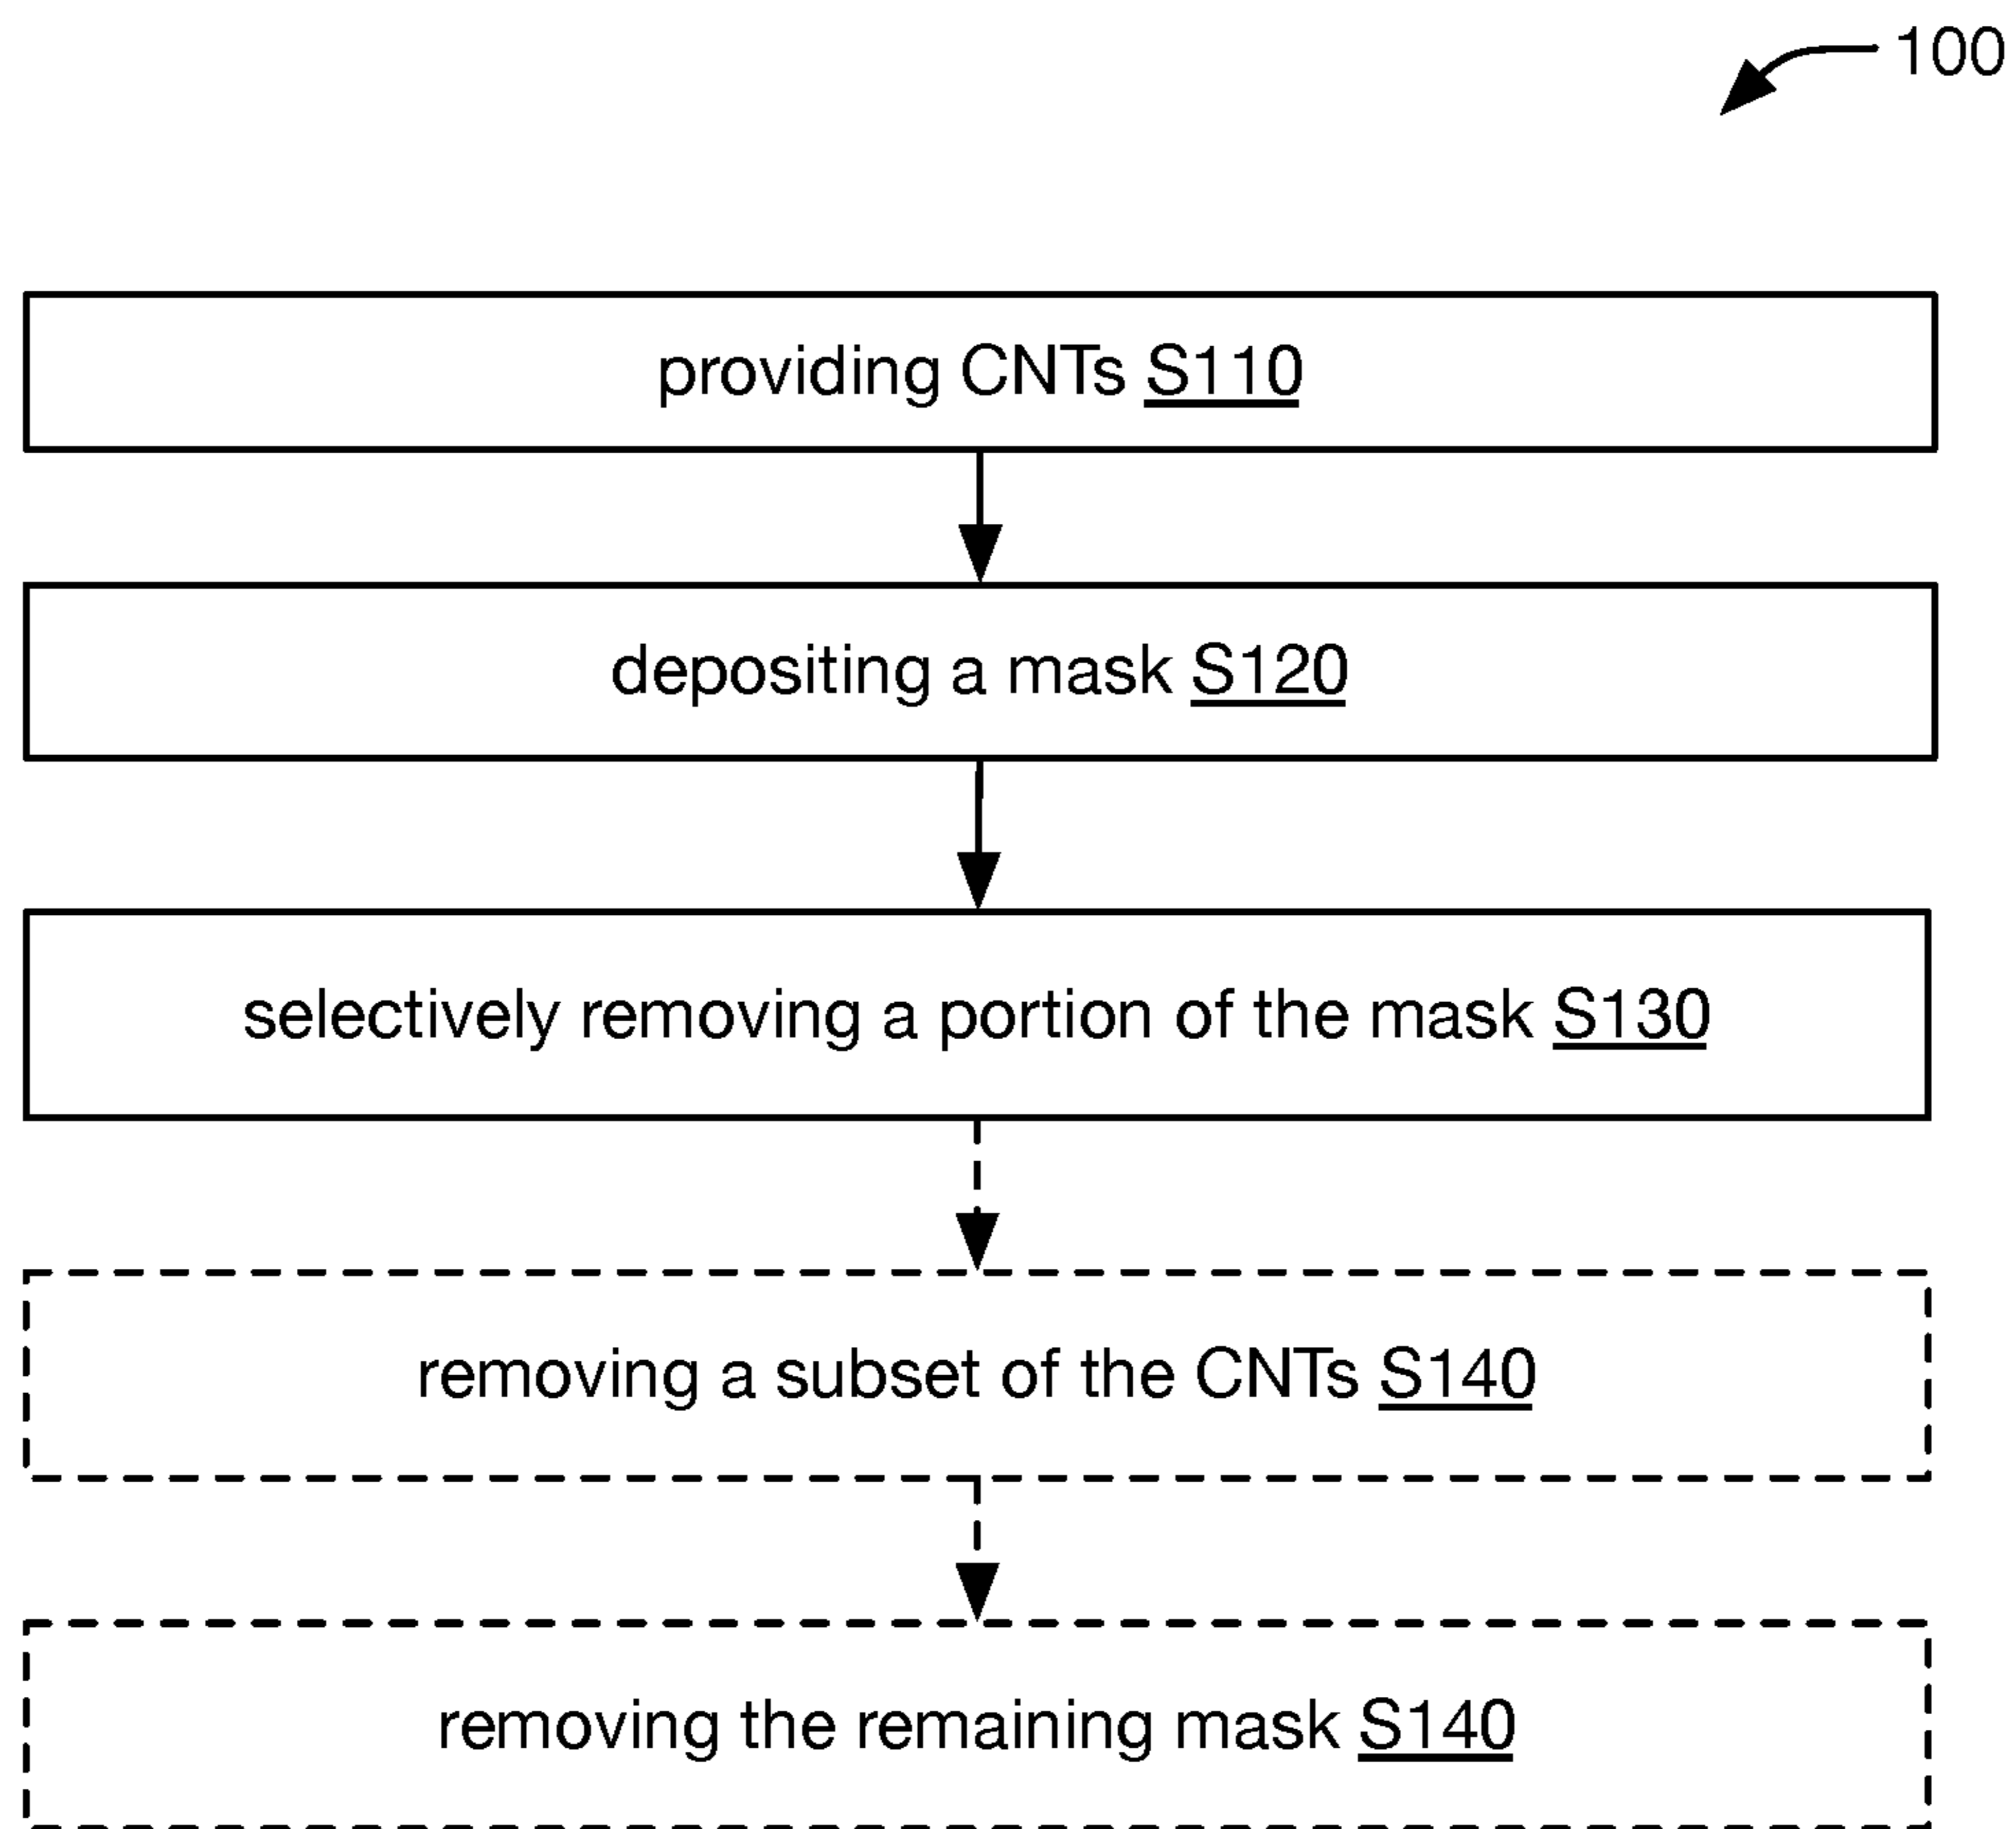 100
providing CNTs S110
depositing a mask S120
selectively removing a portion of the mask S130
removing a subset of the CNTs S140
removing the remaining mask S140